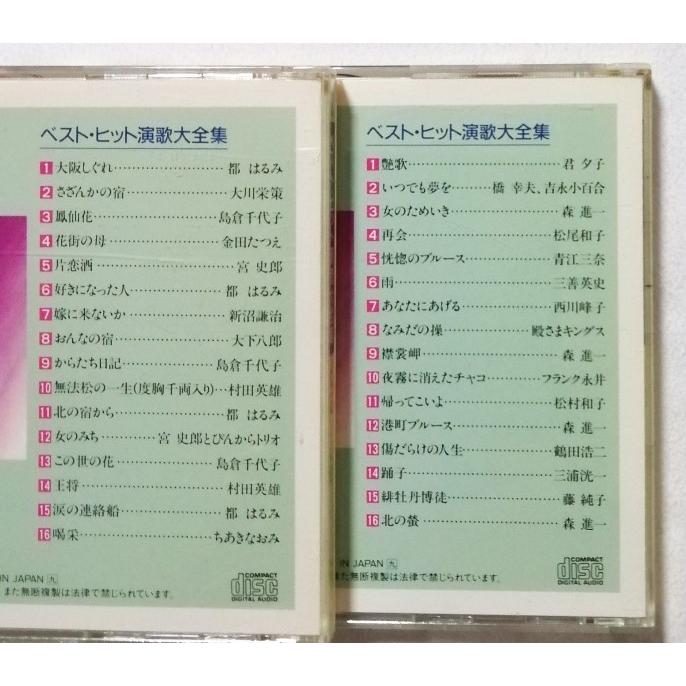 ベスト・ヒット演歌大全集
1 大阪しぐれ……都 はるみ
2 さざんかの宿……大川栄策
3 鳳仙花……島倉千代子
4 花街の母……金田たつえ
5 片恋酒……宮 史郎
6 好きになった人……都 はるみ
7 嫁に来ないか……新沼謙治
8 おんなの宿……大下八郎
9 からたち日記……島倉千代子
10 無法松の一生(度胸千両入り)…村田英雄
11 北の宿から……都 はるみ
12 女のみち……宮 史郎とぴんからトリオ
13 この世の花……島倉千代子
14 王将……村田英雄
15 涙の連絡船……都 はるみ
16 喝采……ちあきなおみ
IN JAPAN 九
また無断複製は法律で禁じられています。
COMPACT
disc
DIGITAL AUDIO
ベスト・ヒット演歌大全集
1 艶歌……君 夕子
2 いつでも夢を……橋 幸夫、吉永小百合
3 女のためいき……森 進一
4 再会……松尾和子
5 恍惚のブルース……青江三奈
6 雨……三善英史
7 あなたにあげる……西川峰子
8 なみだの操……殿さまキングス
9 襟裳岬……森 進一
10 夜霧に消えたチャコ……フランク永井
11 帰ってこいよ……松村和子
12 港町ブルース……森 進一
13 傷だらけの人生……鶴田浩二
14 踊子……三浦洸一
15 緋牡丹博徒……藤 純子
16 北の螢……森 進一
IN JAPAN 九
また無断複製は法律で禁じられています。
COMPACT
disc
DIGITAL AUDIO